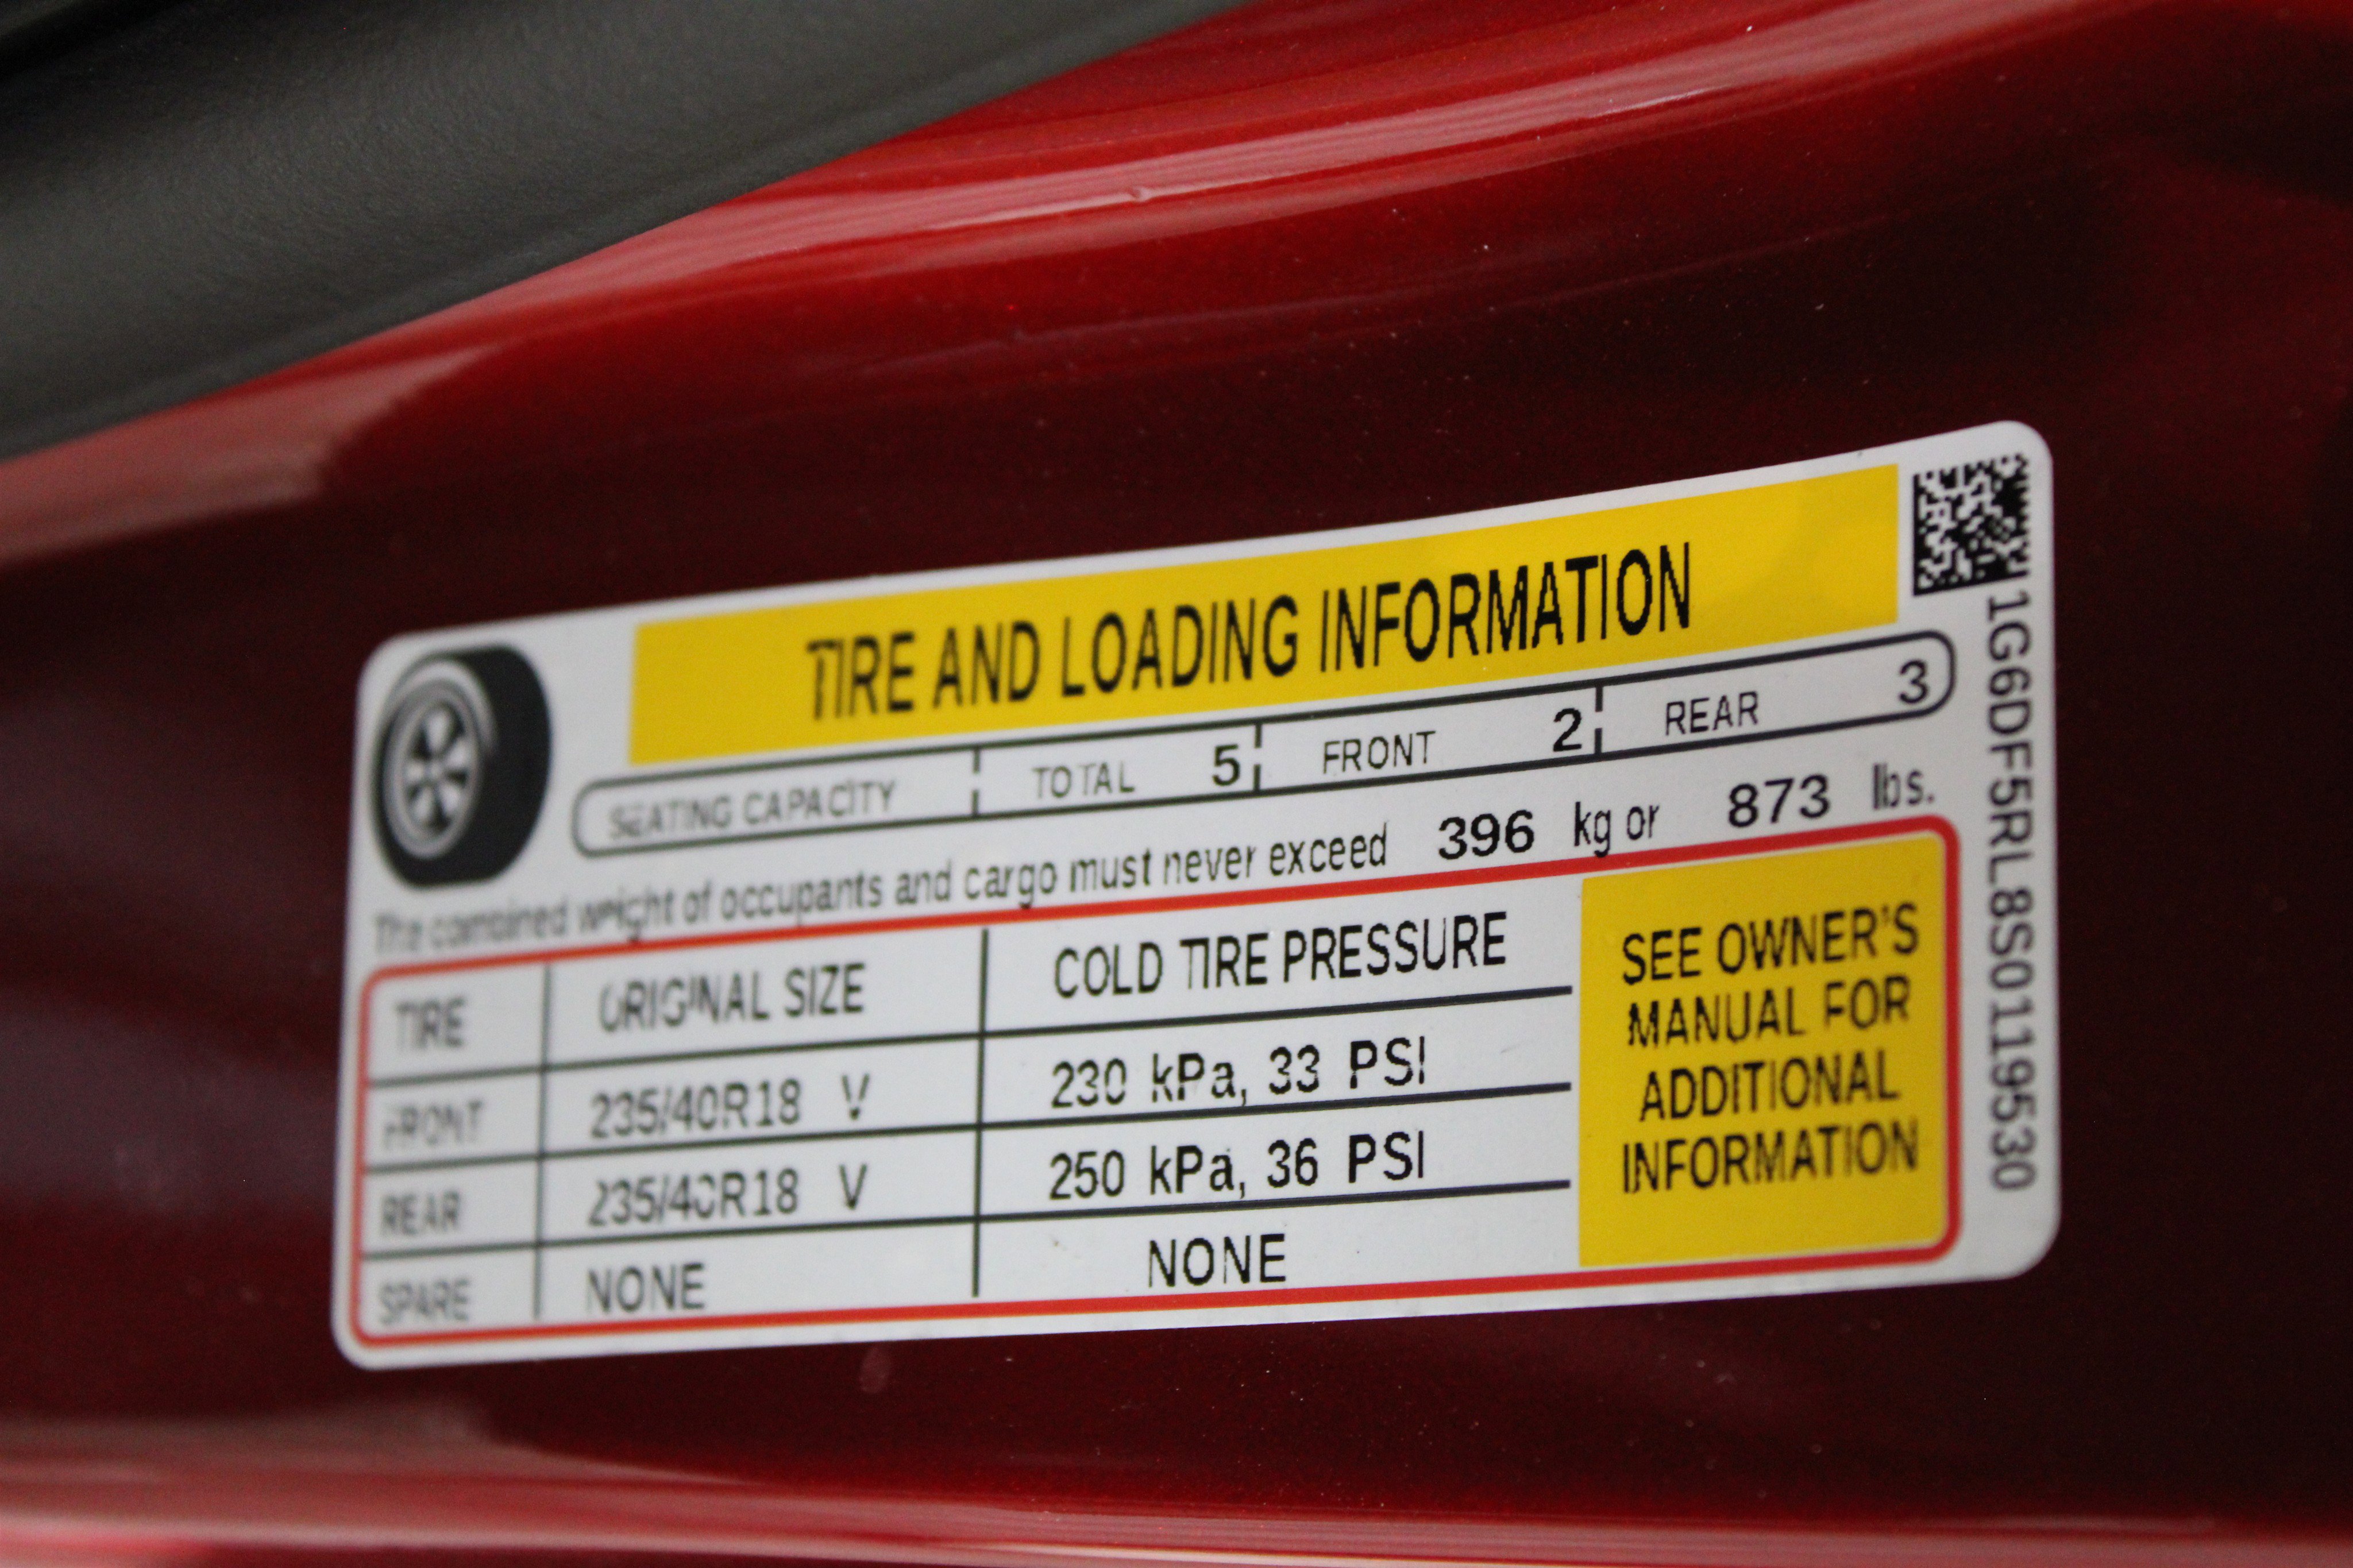 TIRE AND LOADING INFORMATION
SEATING CAPACITY TOTAL 5 FRONT 2 REAR 3
The combined weight of occupants and cargo must never exceed 396 kg or 873 lbs.
TIRE ORIGINAL SIZE COLD TIRE PRESSURE
FRONT 235/40R18 V 230 kPa, 33 PSI
REAR 235/40R18 V 250 kPa, 36 PSI
SPARE NONE NONE
SEE OWNER'S
MANUAL FOR
ADDITIONAL
INFORMATION
1G6DF5RL8S0119530